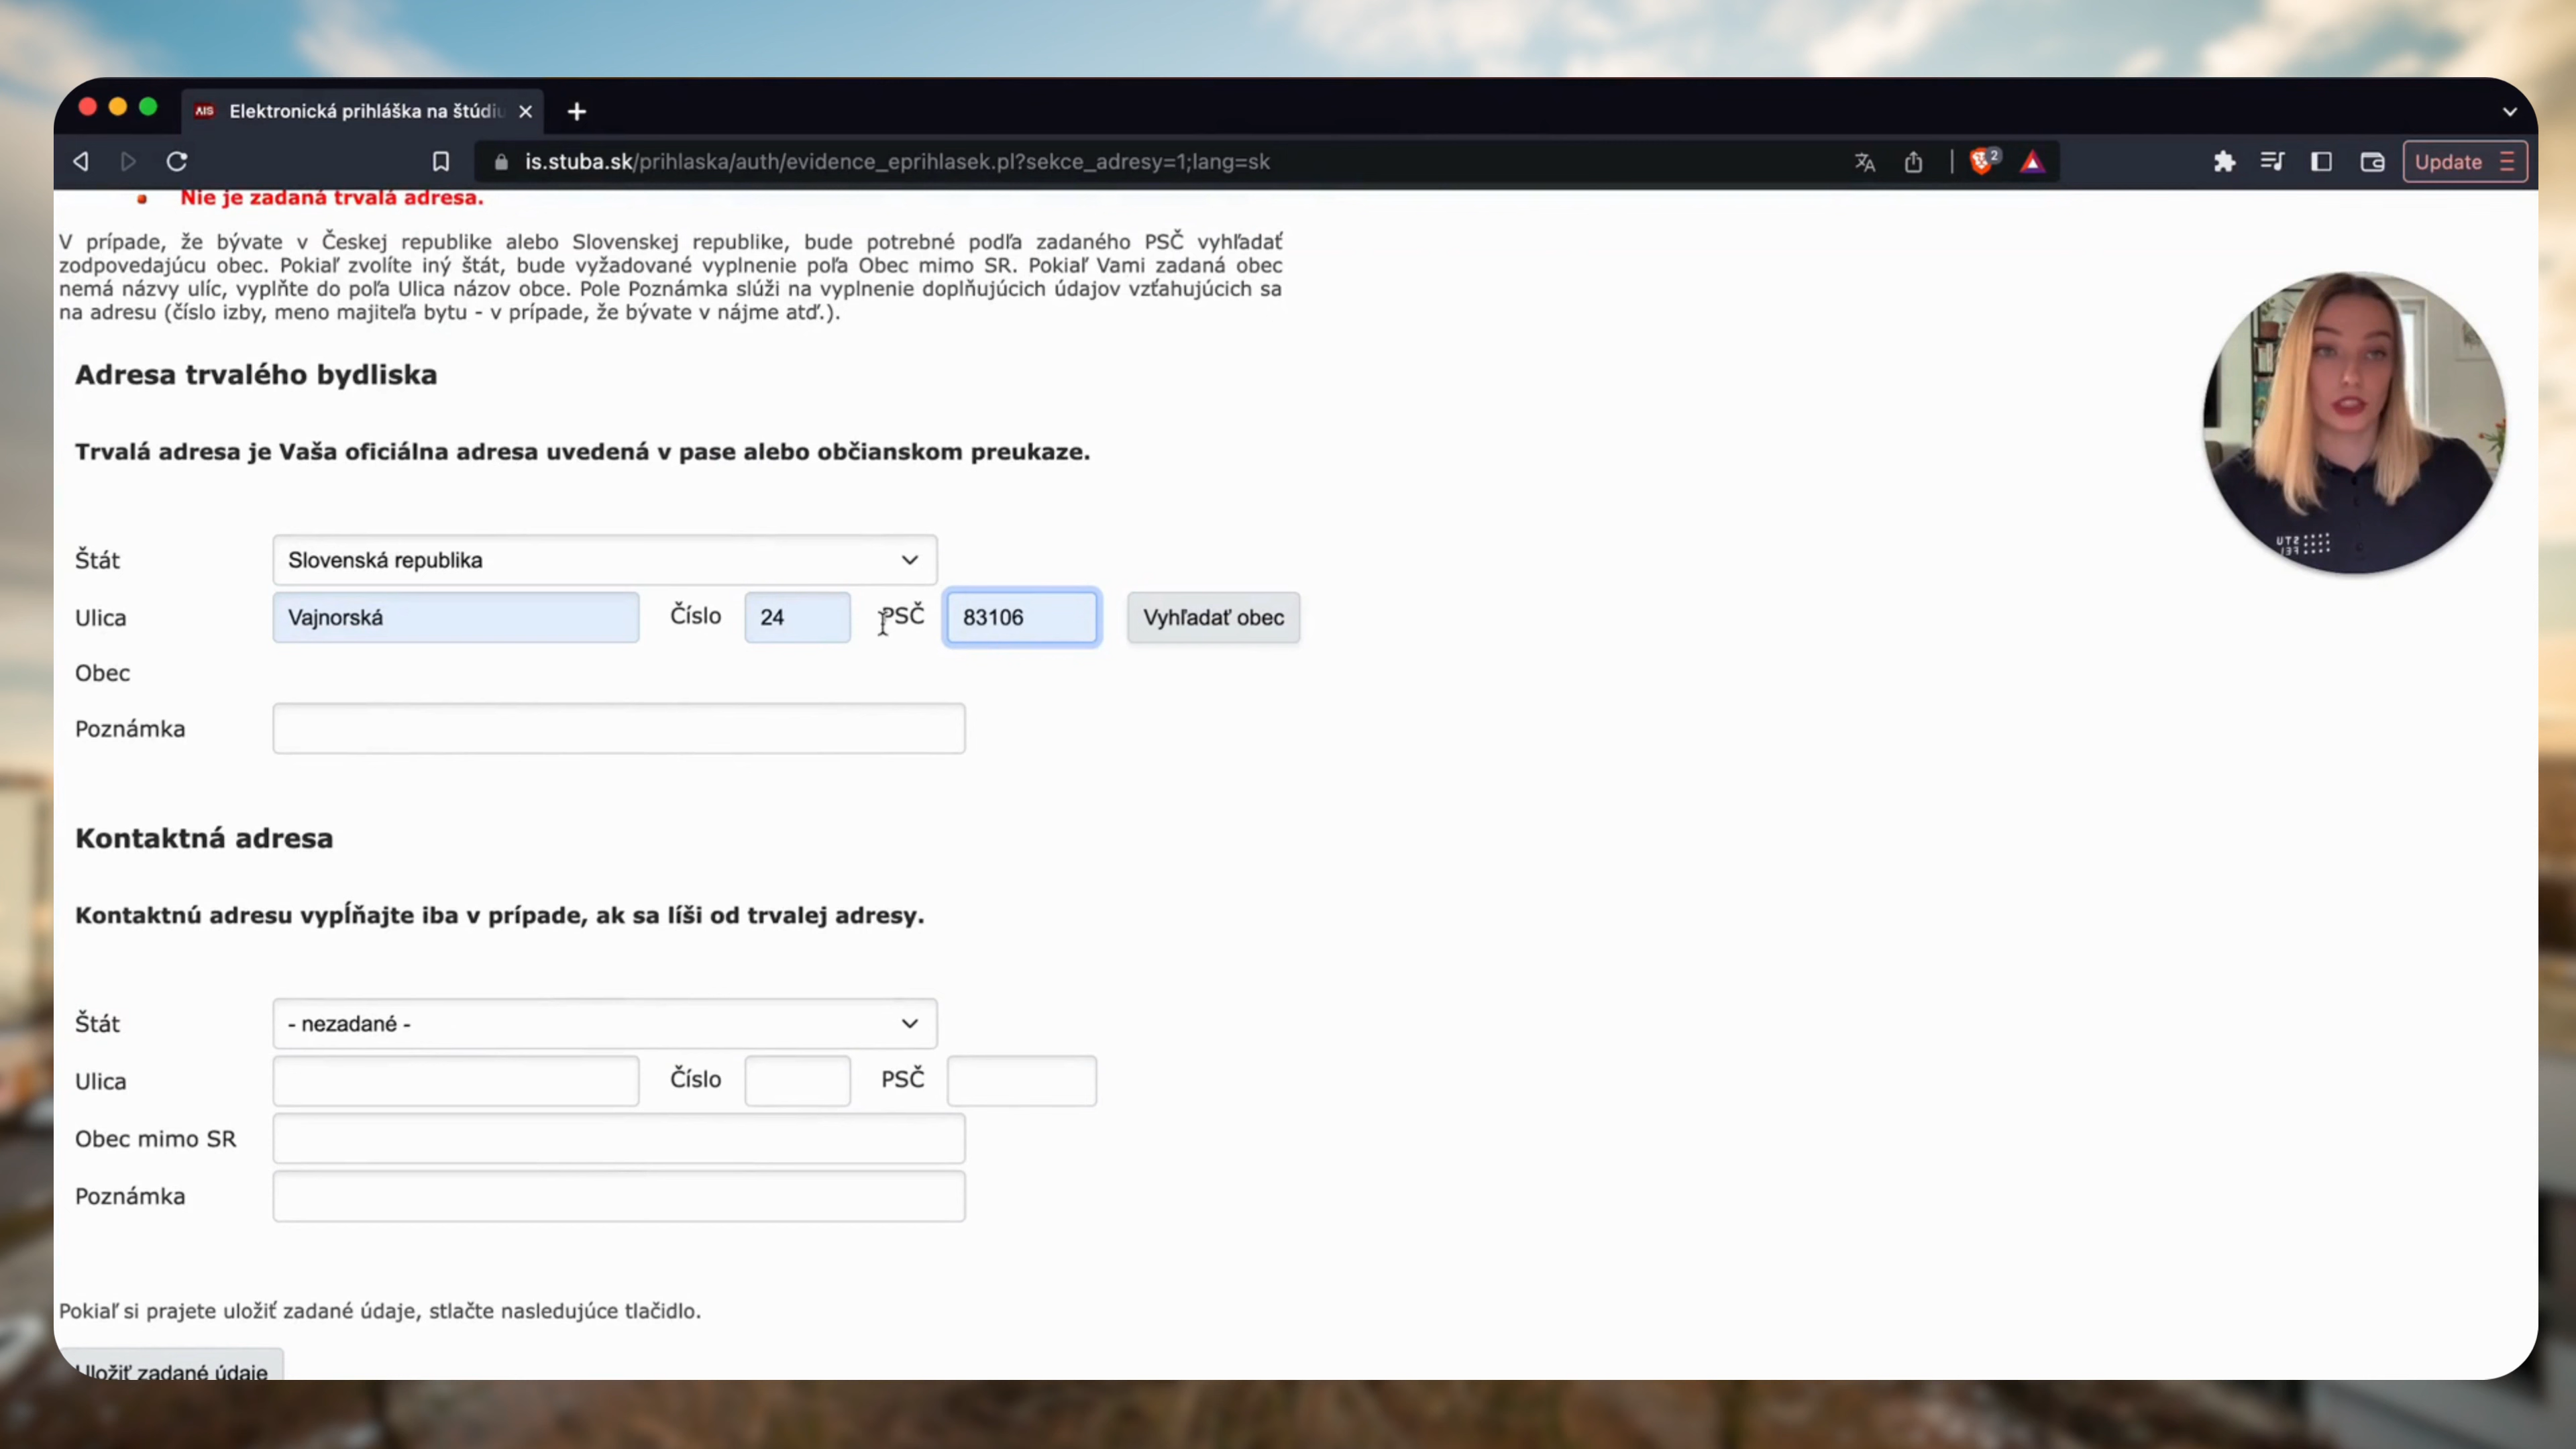 AIS Elektronická prihláška na štúdiu
is.stuba.sk/prihlaska/auth/evidence_eprihlasek.pl?sekce_adresy=1;lang=sk 2 Update
Nie je zadaná trvalá adresa.
V prípade, že bývate v Českej republike alebo Slovenskej republike, bude potrebné podľa zadaného PSČ vyhľadať
zodpovedajúcu obec. Pokiaľ zvolíte iný štát, bude vyžadované vyplnenie poľa Obec mimo SR. Pokiaľ Vami zadaná obec
nemá názvy ulíc, vyplňte do poľa Ulica názov obce. Pole Poznámka slúži na vyplnenie doplňujúcich údajov vzťahujúcich sa
na adresu (číslo izby, meno majiteľa bytu - v prípade, že bývate v nájme atď.).
Adresa trvalého bydliska
Trvalá adresa je Vaša oficiálna adresa uvedená v pase alebo občianskom preukaze.
Štát Slovenská republika
Ulica Vajnorská Číslo 24 PSČ 83106 Vyhľadať obec
Obec
Poznámka
Kontaktná adresa
Kontaktnú adresu vypĺňajte iba v prípade, ak sa líši od trvalej adresy.
Štát - nezadané -
Ulica Číslo PSČ
Obec mimo SR
Poznámka
Pokiaľ si prajete uložiť zadané údaje, stlačte nasledujúce tlačidlo.
Uložiť zadané údaje
STU
FEI